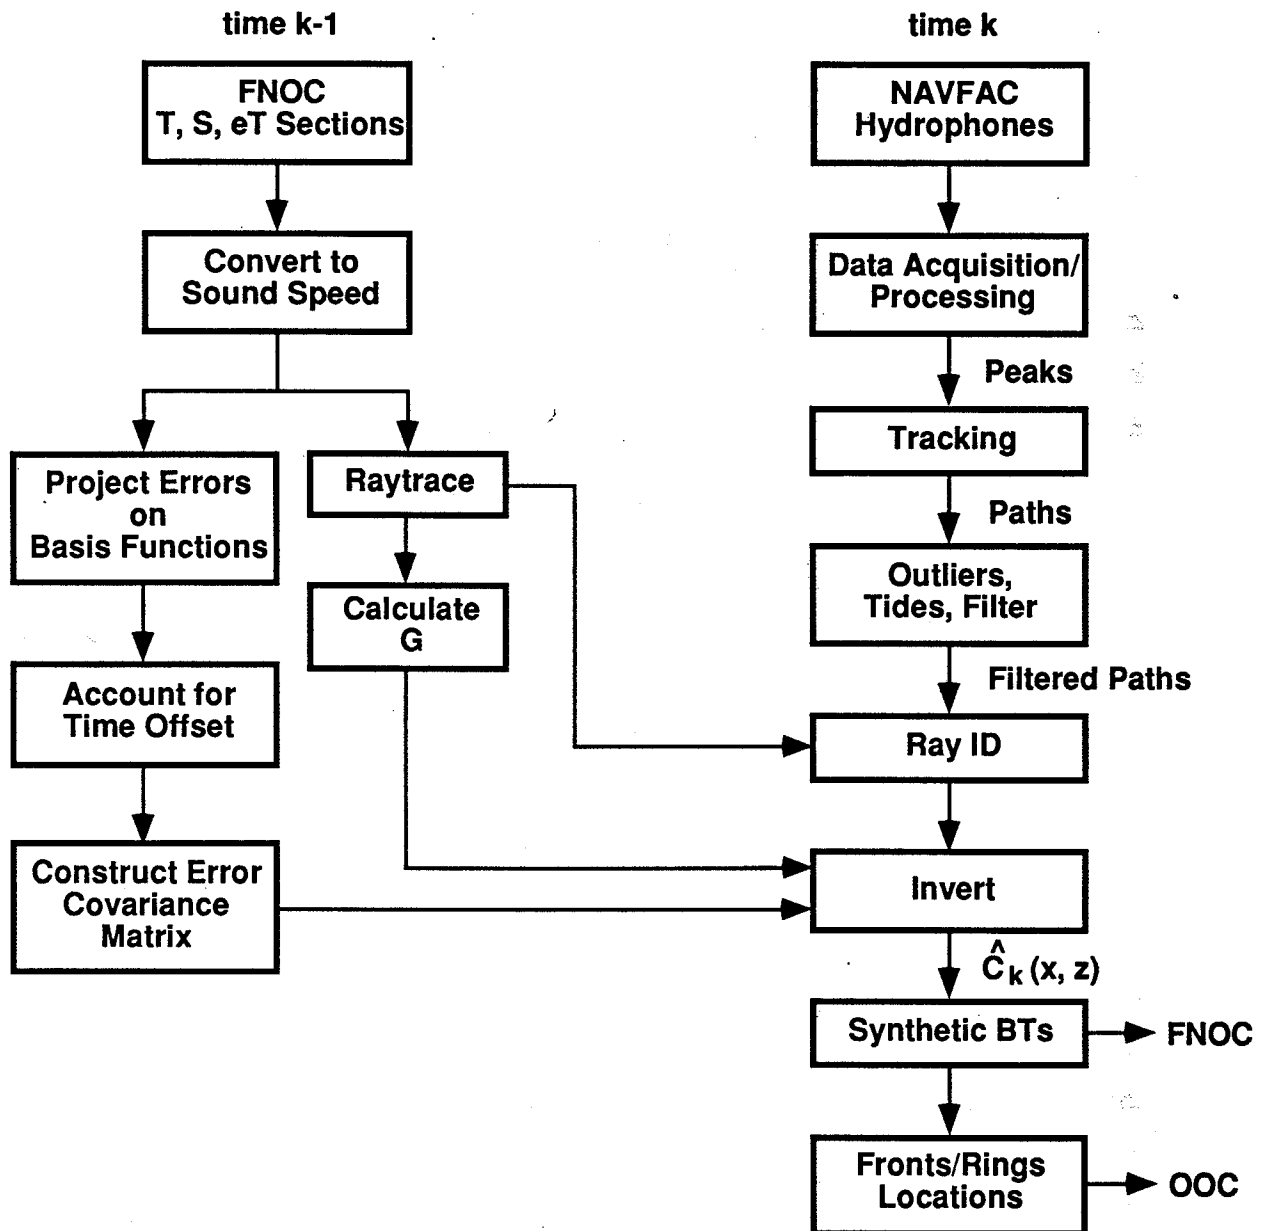 time k-1
FNOC
T, S, eT Sections
Convert to
Sound Speed
Project Errors
on
Basis Functions
Raytrace
Calculate
G
Account for
Time Offset
Construct Error
Covariance
Matrix
time k
NAVFAC
Hydrophones
Data Acquisition/
Processing
Peaks
Tracking
Paths
Outliers,
Tides, Filter
Filtered Paths
Ray ID
Invert
Ĉk (x, z)
Synthetic BTs
FNOC
Fronts/Rings
Locations
OOC